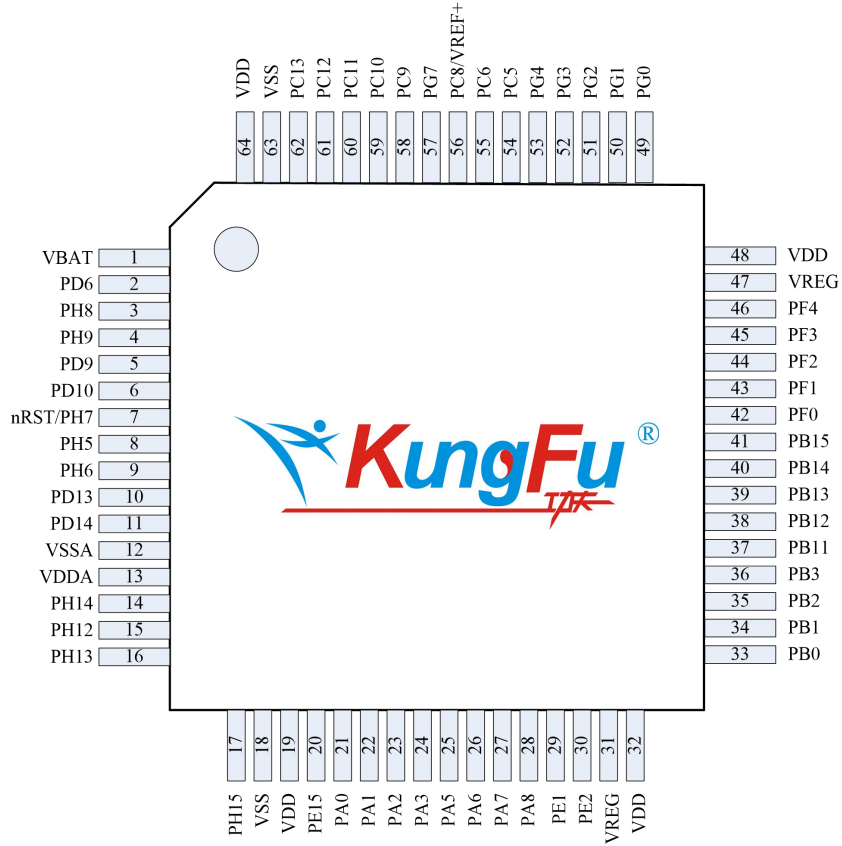 VDD VSS PC13 PC12 PC11 PC10 PC9 PG7 PC8/VREF+ PC6 PC5 PG4 PG3 PG2 PG1 PG0
64 63 62 61 60 59 58 57 56 55 54 53 52 51 50 49
VBAT 1
PD6 2
PH8 3
PH9 4
PD9 5
PD10 6
nRST/PH7 7
PH5 8
PH6 9
PD13 10
PD14 11
VSSA 12
VDDA 13
PH14 14
PH12 15
PH13 16
KungFu ®
功夫
48 VDD
47 VREG
46 PF4
45 PF3
44 PF2
43 PF1
42 PF0
41 PB15
40 PB14
39 PB13
38 PB12
37 PB11
36 PB3
35 PB2
34 PB1
33 PB0
17 18 19 20 21 22 23 24 25 26 27 28 29 30 31 32
PH15 VSS VDD PE15 PA0 PA1 PA2 PA3 PA5 PA6 PA7 PA8 PE1 PE2 VREG VDD